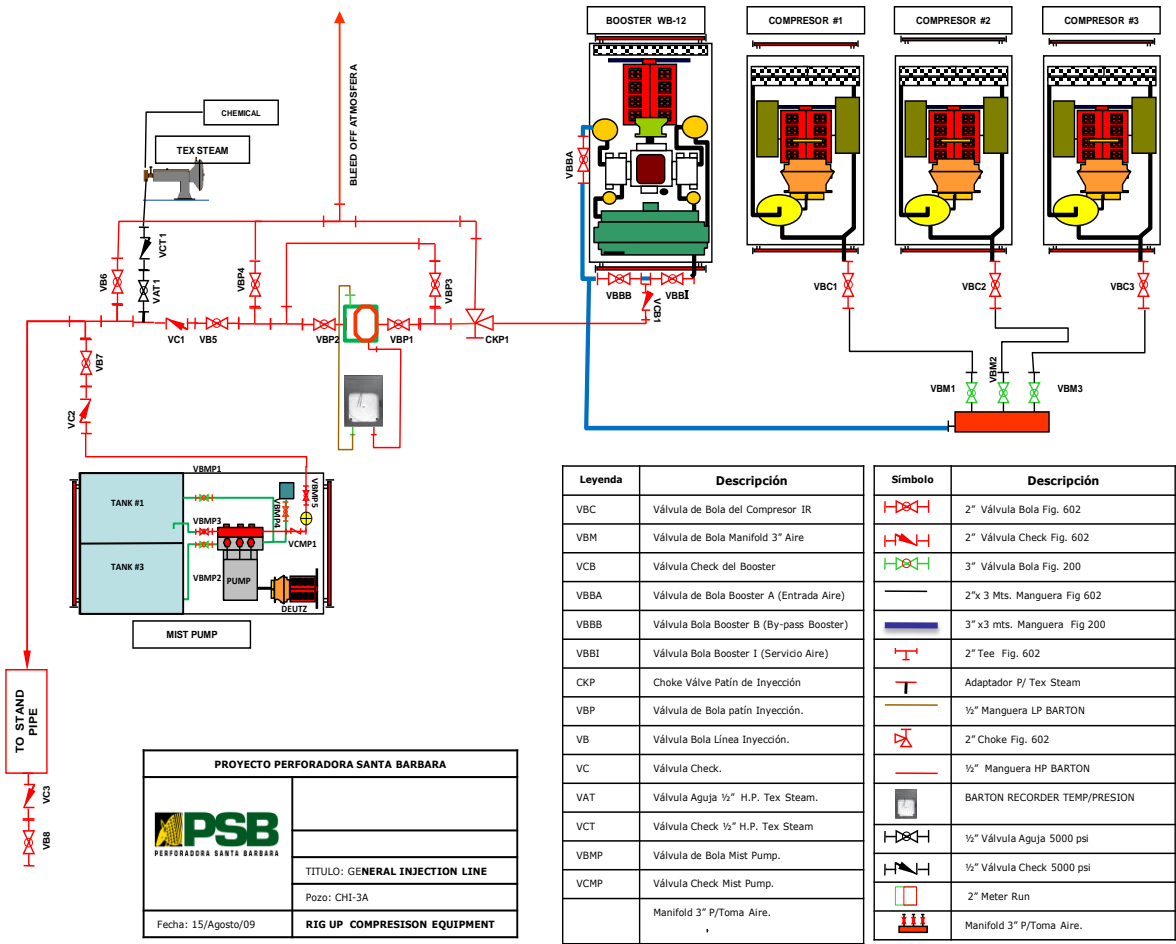 BOOSTER WB-12
COMPRESOR #1
COMPRESOR #2
COMPRESOR #3
BLEED OFF ATMOSFERA
CHEMICAL
TEX STEAM
VCT1
VAT1
VB6
VBP4
VBP3
VBBA
VBBB
VBBI
VCB1
VBC1
VBC2
VBC3
VC1
VB5
VBP2
VBP1
CKP1
VB7
VC2
VBM1
VBM2
VBM3
VBMP1
TANK #1
VBMP3
VBMP4
VBMP5
VCMP1
TANK #3
VBMP2
PUMP
DEUTZ
MIST PUMP
TO STAND
PIPE
VC3
VB8
Leyenda Descripción
VBC Válvula de Bola del Compresor IR
VBM Válvula de Bola Manifold 3" Aire
VCB Válvula Check del Booster
VBBA Válvula de Bola Booster A (Entrada Aire)
VBBB Válvula Bola Booster B (By-pass Booster)
VBBI Válvula Bola Booster I (Servicio Aire)
CKP Choke Válve Patín de Inyección
VBP Válvula de Bola patín Inyección.
VB Válvula Bola Línea Inyección.
VC Válvula Check.
VAT Válvula Aguja ½" H.P. Tex Steam.
VCT Válvula Check ½" H.P. Tex Steam
VBMP Válvula de Bola Mist Pump.
VCMP Válvula Check Mist Pump.
Manifold 3" P/Toma Aire.
Símbolo Descripción
2" Válvula Bola Fig. 602
2" Válvula Check Fig. 602
3" Válvula Bola Fig. 200
2"x 3 Mts. Manguera Fig 602
3" x3 mts. Manguera Fig 200
2" Tee Fig. 602
Adaptador P/ Tex Steam
½" Manguera LP BARTON
2" Choke Fig. 602
½" Manguera HP BARTON
BARTON RECORDER TEMP/PRESION
½" Válvula Aguja 5000 psi
½" Válvula Check 5000 psi
2" Meter Run
Manifold 3" P/Toma Aire.
PROYECTO PERFORADORA SANTA BARBARA
PSB
PERFORADORA SANTA BARBARA
TITULO: GENERAL INJECTION LINE
Pozo: CHI-3A
Fecha: 15/Agosto/09
RIG UP COMPRESISON EQUIPMENT